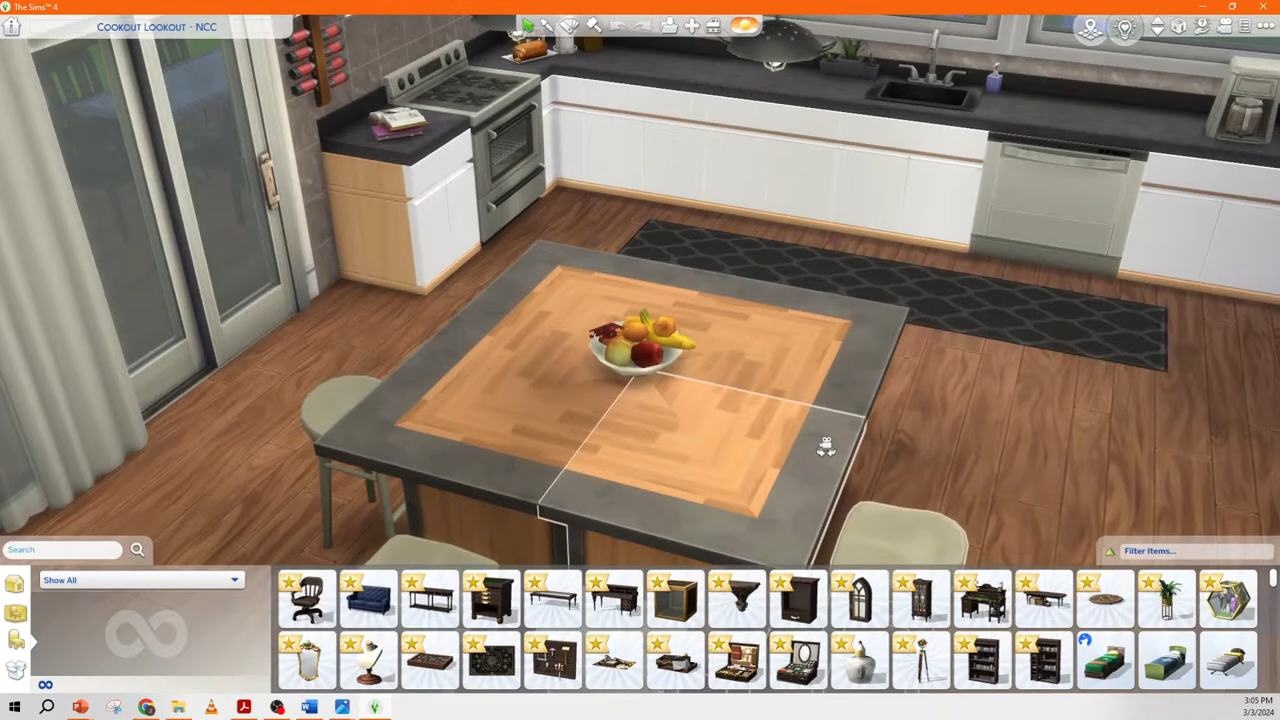 The Sims™ 4
COOKOUT LOOKOUT - NCC
Search
Filter Items...
Show All
3:05 PM
3/3/2024